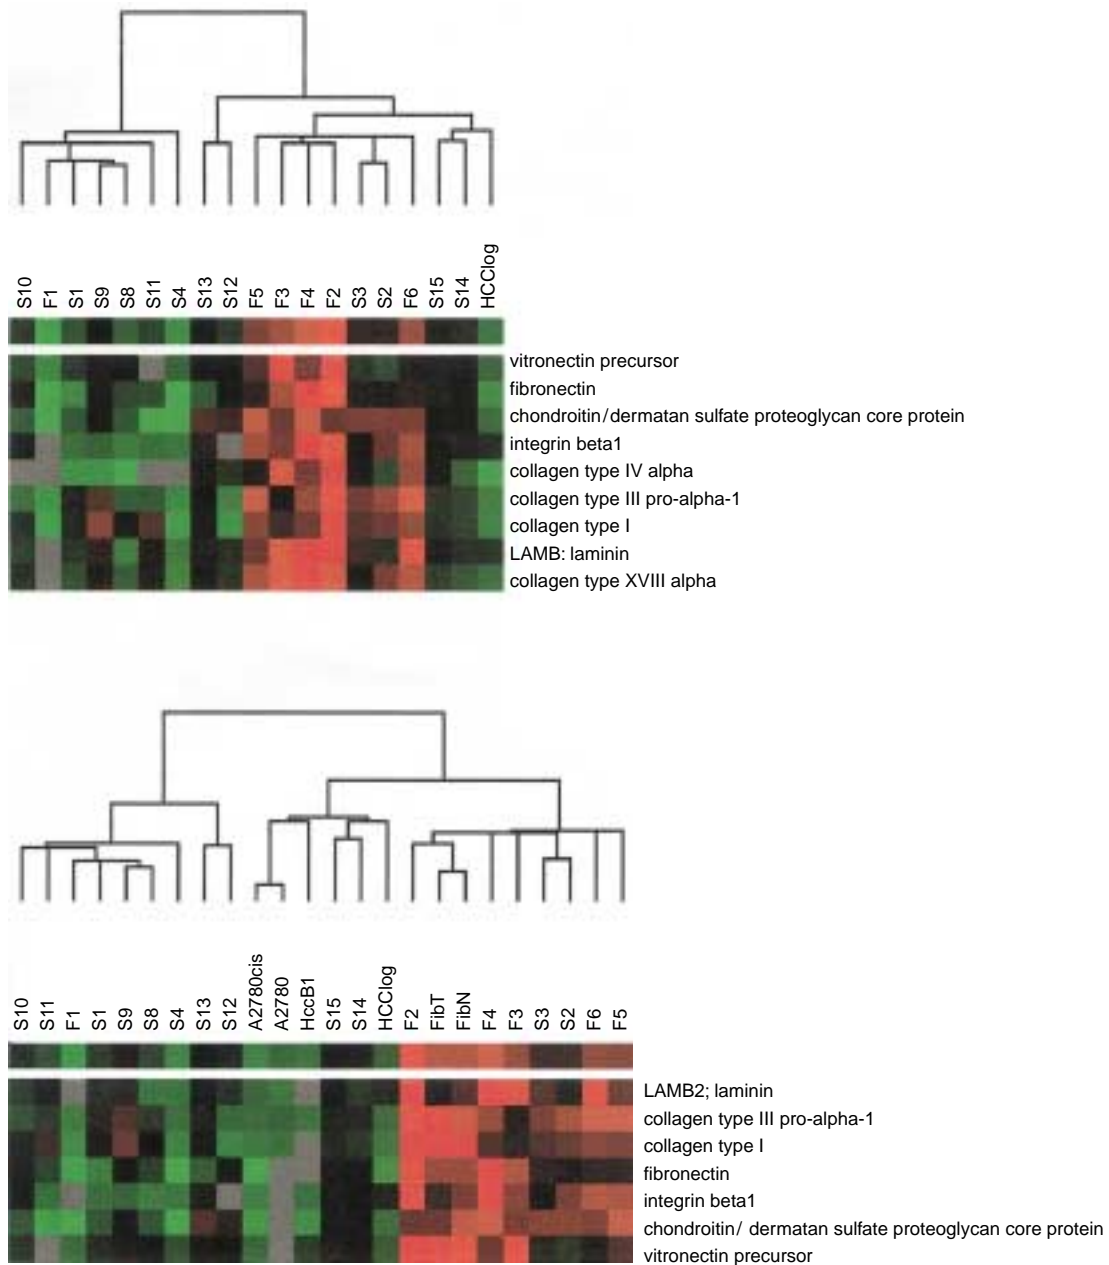 S10 F1 S1 S9 S8 S11 S4 S13 S12 F5 F3 F4 F2 S3 S2 F6 S15 S14 HCClog
vitronectin precursor
fibronectin
chondroitin/dermatan sulfate proteoglycan core protein
integrin beta1
collagen type IV alpha
collagen type III pro-alpha-1
collagen type I
LAMB: laminin
collagen type XVIII alpha
S10 S11 F1 S1 S9 S8 S4 S13 S12 A2780cis A2780 HccB1 S15 S14 HCClog F2 FibT FibN F4 F3 S3 S2 F6 F5
LAMB2; laminin
collagen type III pro-alpha-1
collagen type I
fibronectin
integrin beta1
chondroitin/ dermatan sulfate proteoglycan core protein
vitronectin precursor